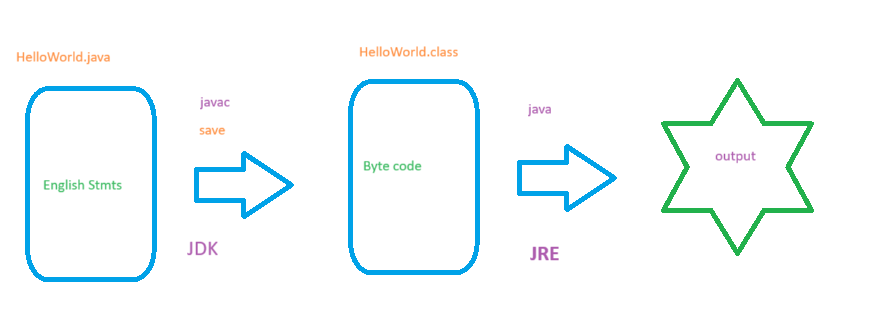 HelloWorld.java
HelloWorld.class
javac
save
java
English Stmts
Byte code
output
JDK
JRE